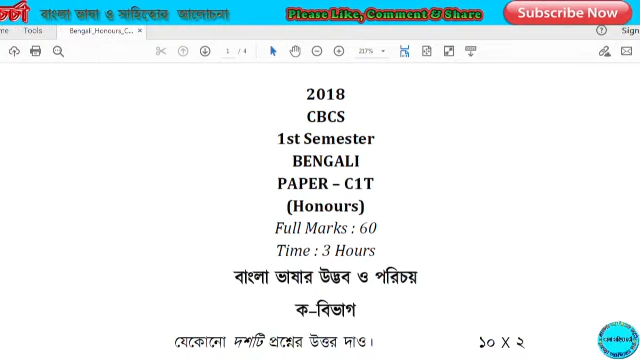 চর্চা বাংলা ভাষা ও সাহিত্যের আলোচনা Please Like, Comment & Share Subscribe Now
me Tools Bengali_Honours_C... × ? Sign
1 / 4 217%
2018
CBCS
1st Semester
BENGALI
PAPER – C1T
(Honours)
Full Marks : 60
Time : 3 Hours
বাংলা ভাষার উদ্ভব ও পরিচয়
ক–বিভাগ
যেকোনো দশটি প্রশ্নের উত্তর দাও। ১০ X ২